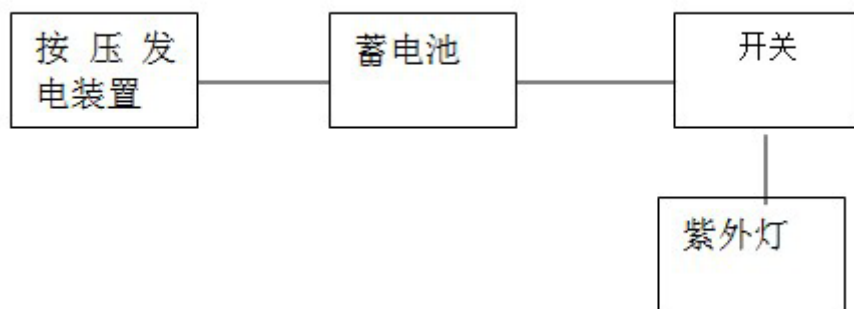 按压发
电装置
蓄电池
开关
紫外灯